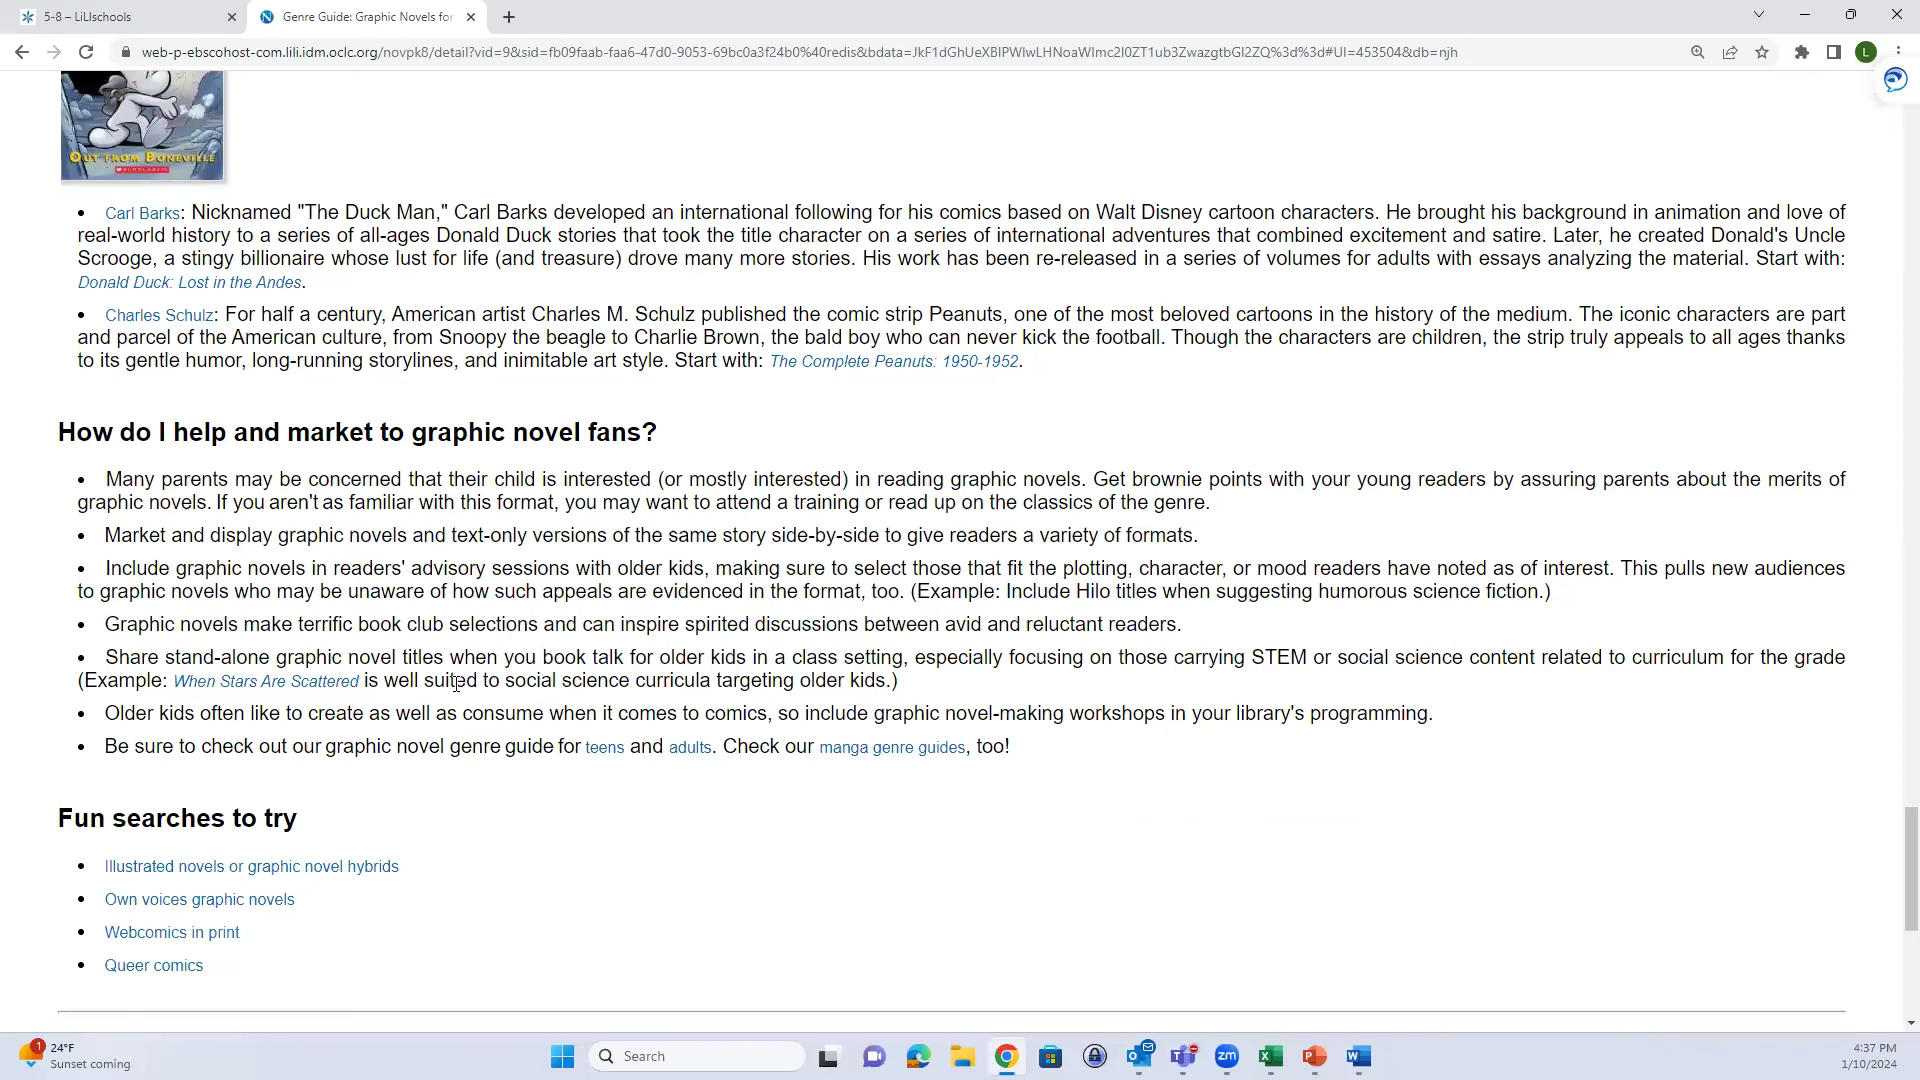 5-8 – LiLIschools
Genre Guide: Graphic Novels for
web-p-ebscohost-com.lili.idm.oclc.org/novpk8/detail?vid=9&sid=fb09faab-faa6-47d0-9053-69bc0a3f24b0%40redis&bdata=JkF1dGhUeXBlPWlwLHNoaWImc2l0ZT1ub3ZwazgtbGl2ZQ%3d%3d#UI=453504&db=njh
L
OUT FROM BONEVILLE
SCHOLASTIC
• Carl Barks: Nicknamed "The Duck Man," Carl Barks developed an international following for his comics based on Walt Disney cartoon characters. He brought his background in animation and love of
real-world history to a series of all-ages Donald Duck stories that took the title character on a series of international adventures that combined excitement and satire. Later, he created Donald's Uncle
Scrooge, a stingy billionaire whose lust for life (and treasure) drove many more stories. His work has been re-released in a series of volumes for adults with essays analyzing the material. Start with:
Donald Duck: Lost in the Andes.
• Charles Schulz: For half a century, American artist Charles M. Schulz published the comic strip Peanuts, one of the most beloved cartoons in the history of the medium. The iconic characters are part
and parcel of the American culture, from Snoopy the beagle to Charlie Brown, the bald boy who can never kick the football. Though the characters are children, the strip truly appeals to all ages thanks
to its gentle humor, long-running storylines, and inimitable art style. Start with: The Complete Peanuts: 1950-1952.
How do I help and market to graphic novel fans?
• Many parents may be concerned that their child is interested (or mostly interested) in reading graphic novels. Get brownie points with your young readers by assuring parents about the merits of
graphic novels. If you aren't as familiar with this format, you may want to attend a training or read up on the classics of the genre.
• Market and display graphic novels and text-only versions of the same story side-by-side to give readers a variety of formats.
• Include graphic novels in readers' advisory sessions with older kids, making sure to select those that fit the plotting, character, or mood readers have noted as of interest. This pulls new audiences
to graphic novels who may be unaware of how such appeals are evidenced in the format, too. (Example: Include Hilo titles when suggesting humorous science fiction.)
• Graphic novels make terrific book club selections and can inspire spirited discussions between avid and reluctant readers.
• Share stand-alone graphic novel titles when you book talk for older kids in a class setting, especially focusing on those carrying STEM or social science content related to curriculum for the grade
(Example: When Stars Are Scattered is well suited to social science curricula targeting older kids.)
• Older kids often like to create as well as consume when it comes to comics, so include graphic novel-making workshops in your library's programming.
• Be sure to check out our graphic novel genre guide for teens and adults. Check our manga genre guides, too!
Fun searches to try
• Illustrated novels or graphic novel hybrids
• Own voices graphic novels
• Webcomics in print
• Queer comics
1
24°F
Sunset coming
Search
zm
4:37 PM
1/10/2024